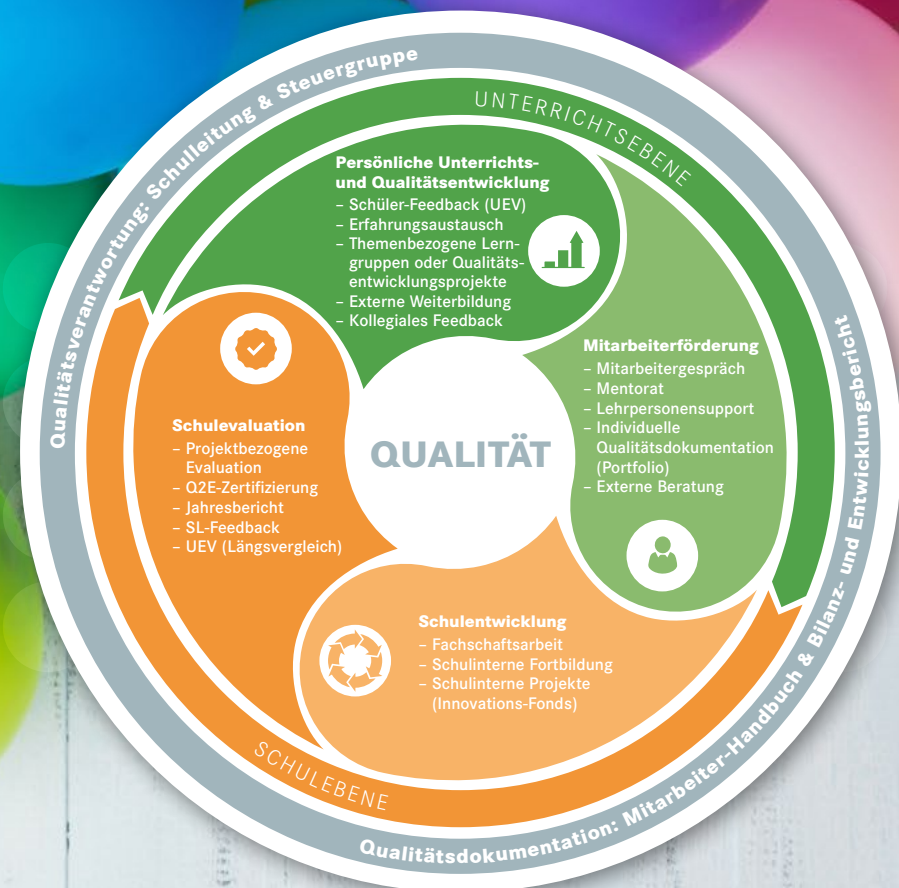 Qualitätsverantwortung: Schulleitung & Steuergruppe
UNTERRICHTSEBENE
Persönliche Unterrichts-
und Qualitätsentwicklung
– Schüler-Feedback (UEV)
– Erfahrungsaustausch
– Themenbezogene Lern-
gruppen oder Qualitäts-
entwicklungsprojekte
– Externe Weiterbildung
– Kollegiales Feedback
Mitarbeiterförderung
– Mitarbeitergespräch
– Mentorat
– Lehrpersonensupport
– Individuelle
Qualitätsdokumentation
(Portfolio)
– Externe Beratung
Schulevaluation
– Projektbezogene
Evaluation
– Q2E-Zertifizierung
– Jahresbericht
– SL-Feedback
– UEV (Längsvergleich)
QUALITÄT
Schulentwicklung
– Fachschaftsarbeit
– Schulinterne Fortbildung
– Schulinterne Projekte
(Innovations-Fonds)
SCHULEBENE
Qualitätsdokumentation: Mitarbeiter-Handbuch & Bilanz- und Entwicklungsbericht